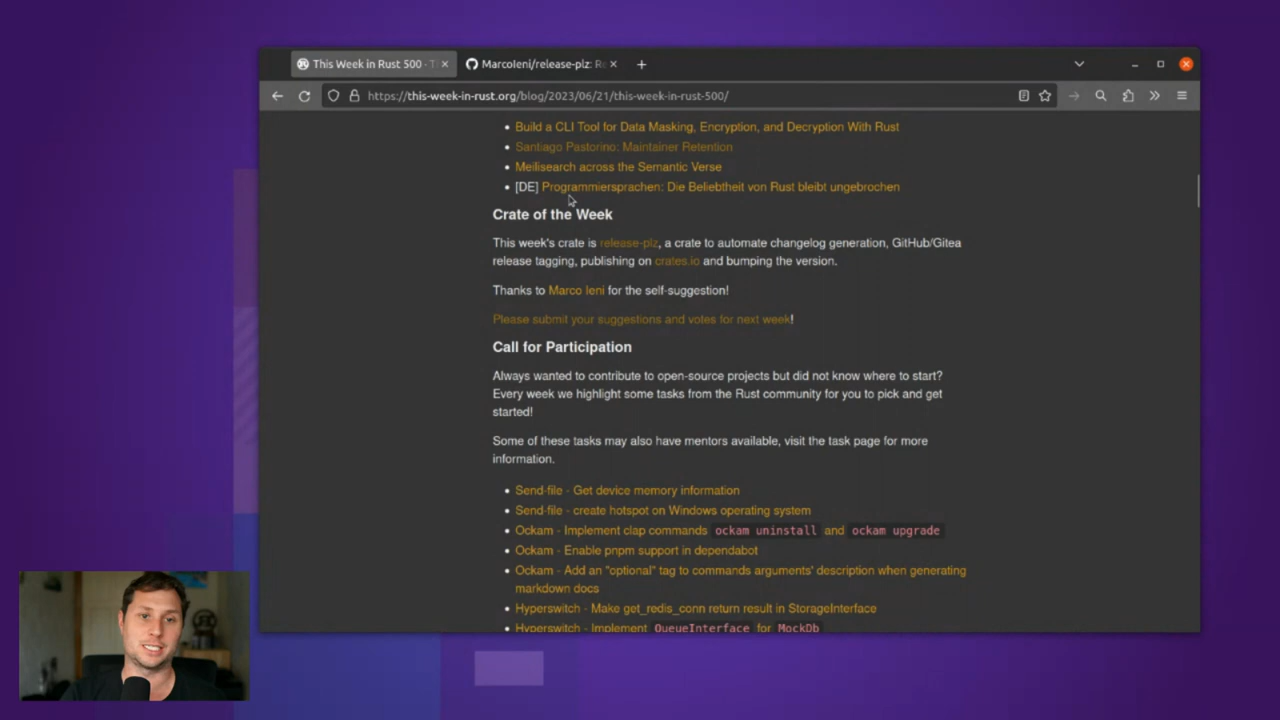 This Week in Rust 500 - T
MarcoIeni/release-plz: R
https://this-week-in-rust.org/blog/2023/06/21/this-week-in-rust-500/
• Build a CLI Tool for Data Masking, Encryption, and Decryption With Rust
• Santiago Pastorino: Maintainer Retention
• Meilisearch across the Semantic Verse
• [DE] Programmiersprachen: Die Beliebtheit von Rust bleibt ungebrochen
Crate of the Week
This week's crate is release-plz, a crate to automate changelog generation, GitHub/Gitea
release tagging, publishing on crates.io and bumping the version.
Thanks to Marco Ieni for the self-suggestion!
Please submit your suggestions and votes for next week!
Call for Participation
Always wanted to contribute to open-source projects but did not know where to start?
Every week we highlight some tasks from the Rust community for you to pick and get
started!
Some of these tasks may also have mentors available, visit the task page for more
information.
• Send-file - Get device memory information
• Send-file - create hotspot on Windows operating system
• Ockam - Implement clap commands ockam uninstall and ockam upgrade
• Ockam - Enable pnpm support in dependabot
• Ockam - Add an "optional" tag to commands arguments' description when generating
markdown docs
• Hyperswitch - Make get_redis_conn return result in StorageInterface
• Hyperswitch - Implement QueueInterface for MockDb